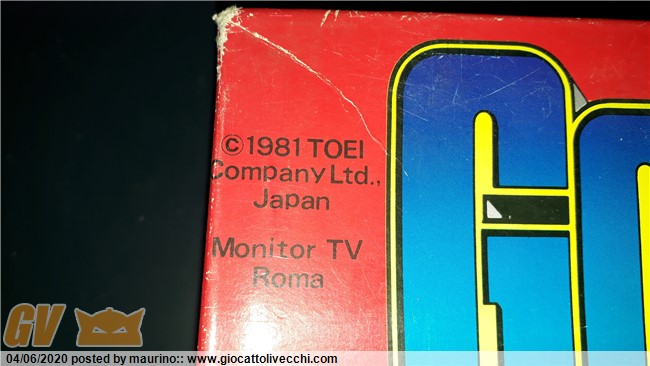 ©1981 TOEI
Company Ltd.,
Japan
Monitor TV
Roma
GV
04/06/2020 posted by maurino:: www.giocattolivecchi.com